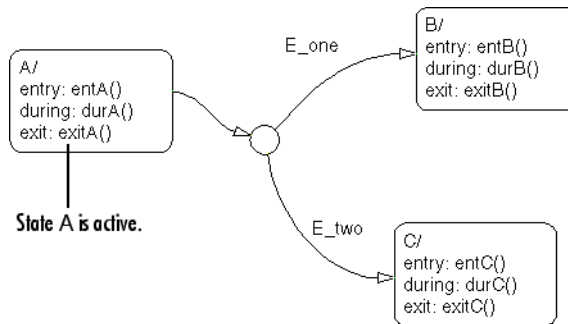 A/
entry: entA()
during: durA()
exit: exitA()
State A is active.
E_one
B/
entry: entB()
during: durB()
exit: exitB()
E_two
C/
entry: entC()
during: durC()
exit: exitC()